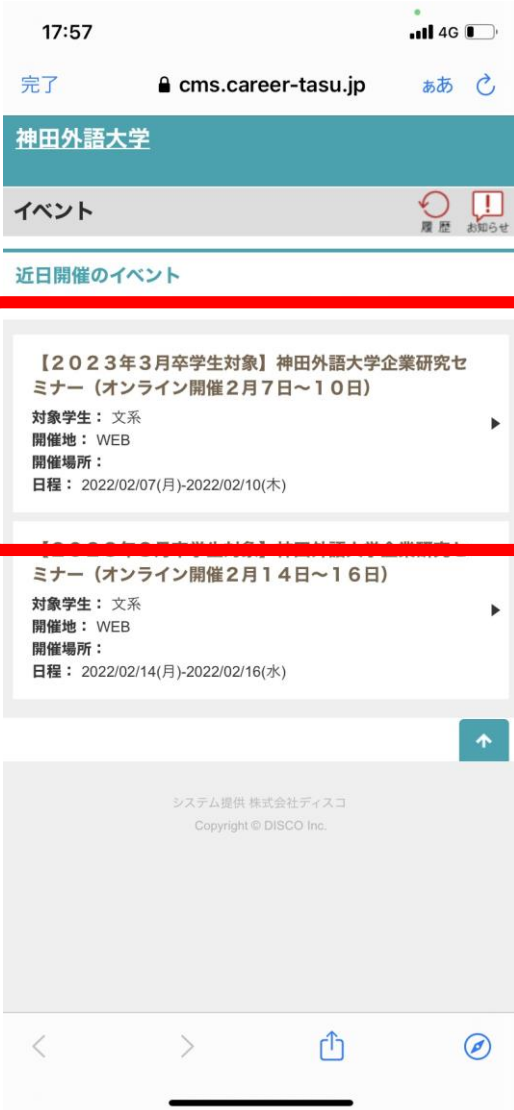 17:57
4G
完了
cms.career-tasu.jp
ぁあ
神田外語大学
イベント
履 歴
お知らせ
近日開催のイベント
【２０２３年３月卒学生対象】神田外語大学企業研究セ
ミナー（オンライン開催２月７日～１０日）
対象学生： 文系
開催地： WEB
開催場所：
日程： 2022/02/07(月)-2022/02/10(木)
ミナー（オンライン開催２月１４日～１６日）
対象学生： 文系
開催地： WEB
開催場所：
日程： 2022/02/14(月)-2022/02/16(水)
システム提供 株式会社ディスコ
Copyright © DISCO Inc.